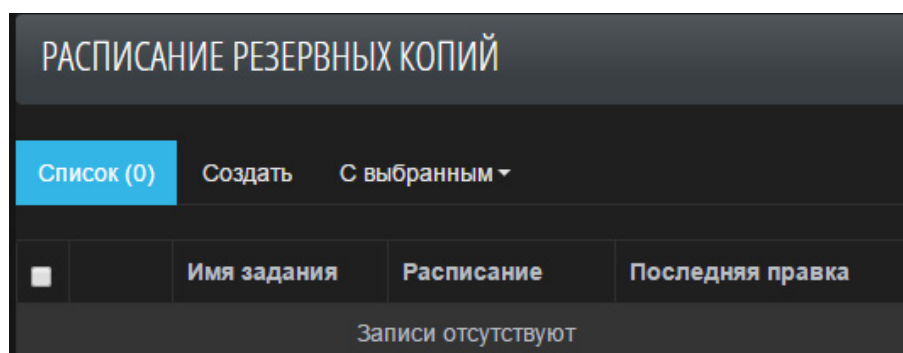 РАСПИСАНИЕ РЕЗЕРВНЫХ КОПИЙ
Список (0) Создать С выбранным
Имя задания Расписание Последняя правка
Записи отсутствуют